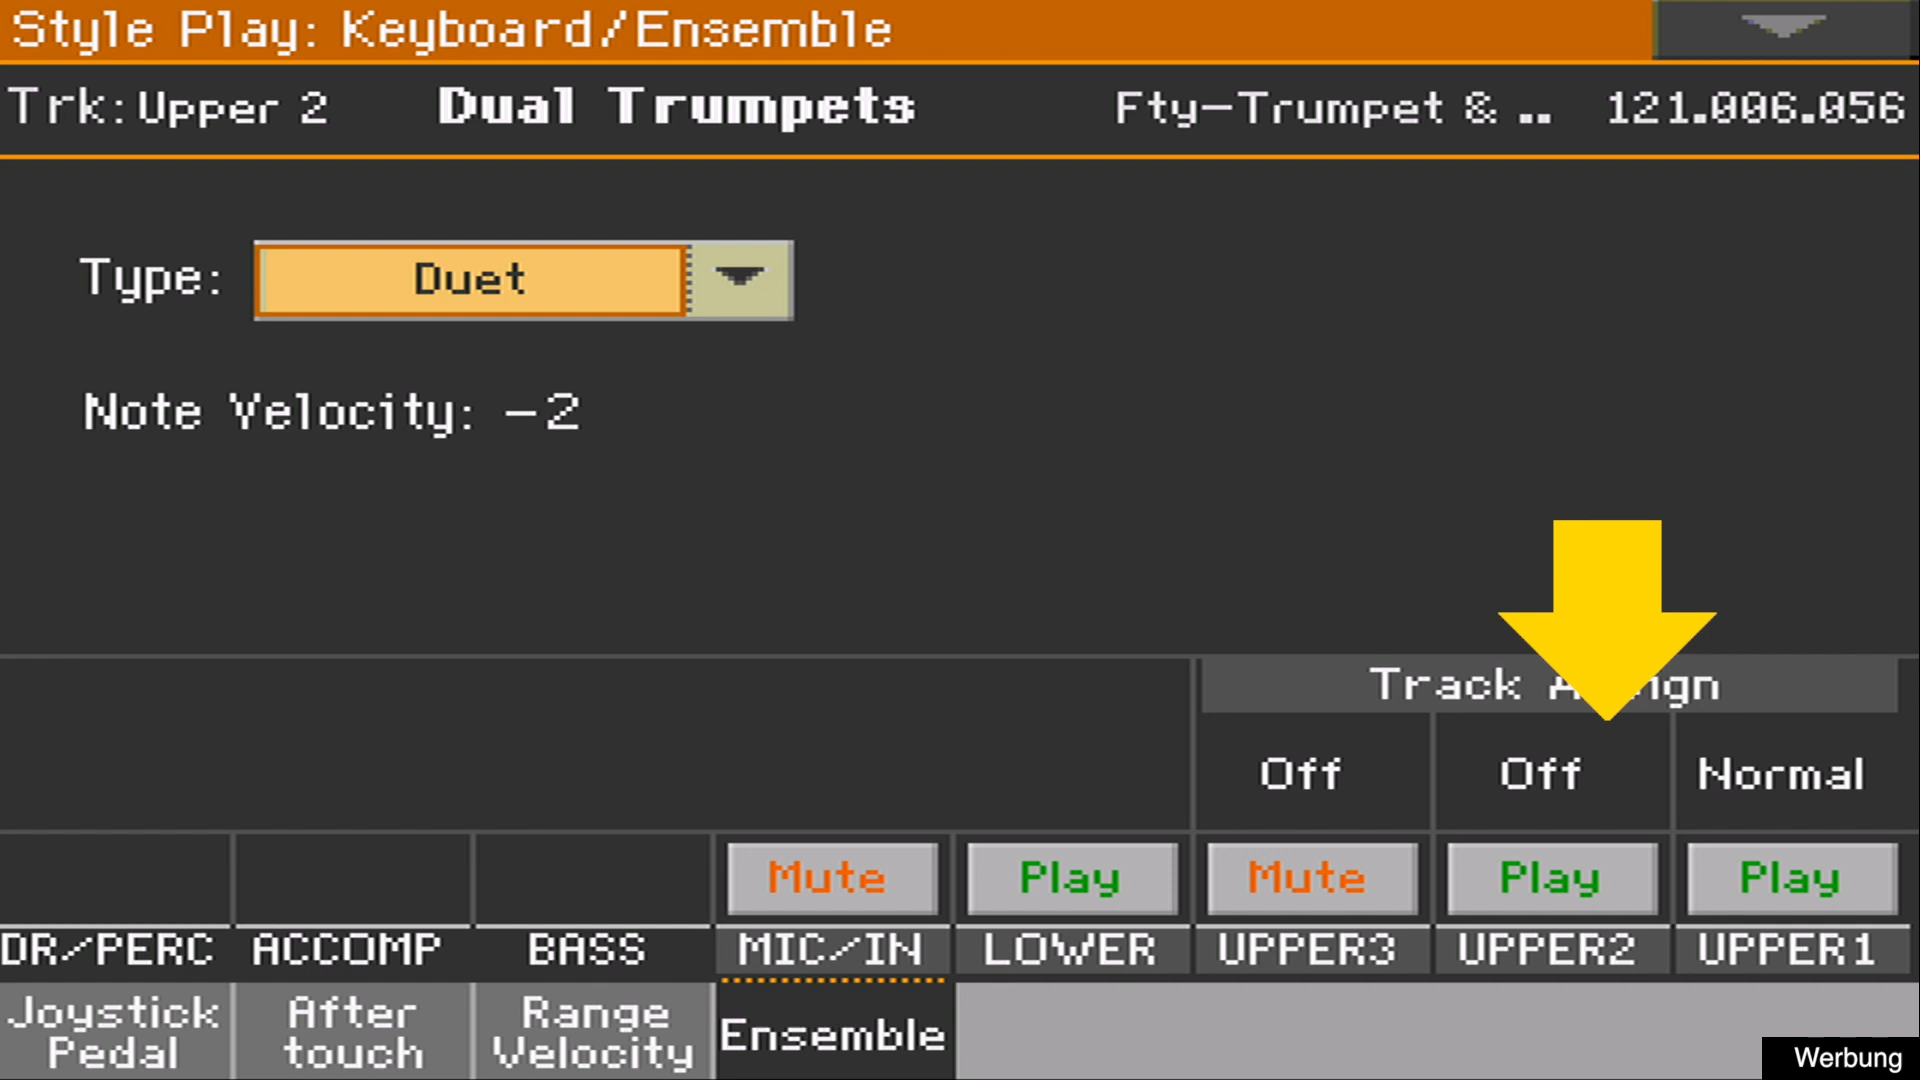 Style Play: Keyboard/Ensemble
Trk: Upper 2 Dual Trumpets Fty-Trumpet & .. 121.006.056
Type: Duet
Note Velocity: -2
Track
Off Off Normal
Mute Play Mute Play Play
DR/PERC ACCOMP BASS MIC/IN LOWER UPPER3 UPPER2 UPPER1
Joystick Pedal After touch Range Velocity Ensemble
Werbung